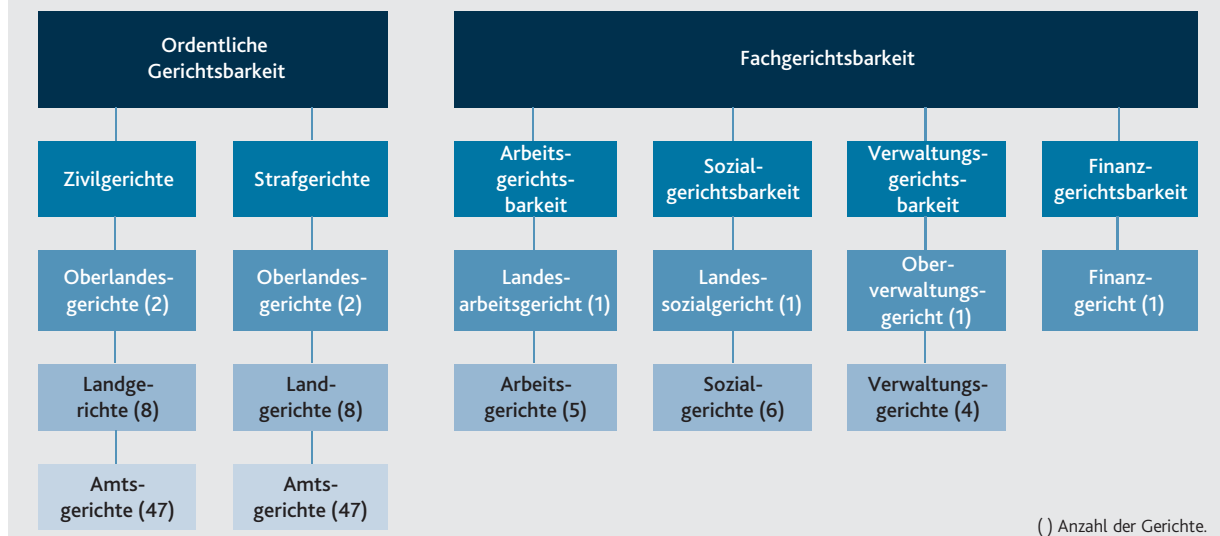 Ordentliche
Gerichtsbarkeit
Fachgerichtsbarkeit
Zivilgerichte
Strafgerichte
Arbeits-
gerichts-
barkeit
Sozial-
gerichtsbarkeit
Verwaltungs-
gerichts-
barkeit
Finanz-
gerichtsbarkeit
Oberlandes-
gerichte (2)
Oberlandes-
gerichte (2)
Landes-
arbeitsgericht (1)
Landes-
sozialgericht (1)
Ober-
verwaltungs-
gericht (1)
Finanz-
gericht (1)
Landge-
richte (8)
Land-
gerichte (8)
Arbeits-
gerichte (5)
Sozial-
gerichte (6)
Verwaltungs-
gerichte (4)
Amts-
gerichte (47)
Amts-
gerichte (47)
( ) Anzahl der Gerichte.